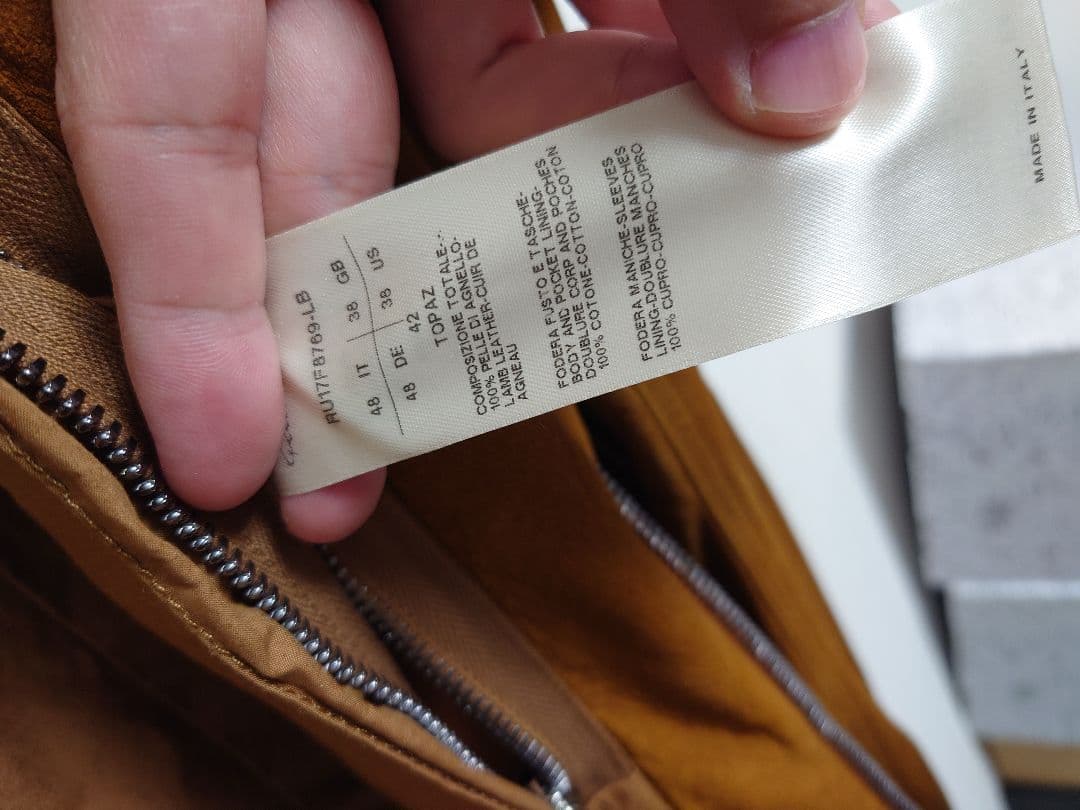 RU17F8769-LB
48 IT 38 GB
48 DE 38 US
42
TOPAZ
COMPOSIZIONE TOTALE-
100% PELLE DI AGNELLO-
LAMB LEATHER-CUIR DE
AGNEAU
FODERA FUSTO E TASCHE-
BODY AND POCKET LINING-
DOUBLURE CORP AND POCHES
100% COTONE-COTTON-COTON
FODERA MANICHE-SLEEVES
LINING-DOUBLURE MANCHES
100% CUPRO-CUPRO-CUPRO
MADE IN ITALY